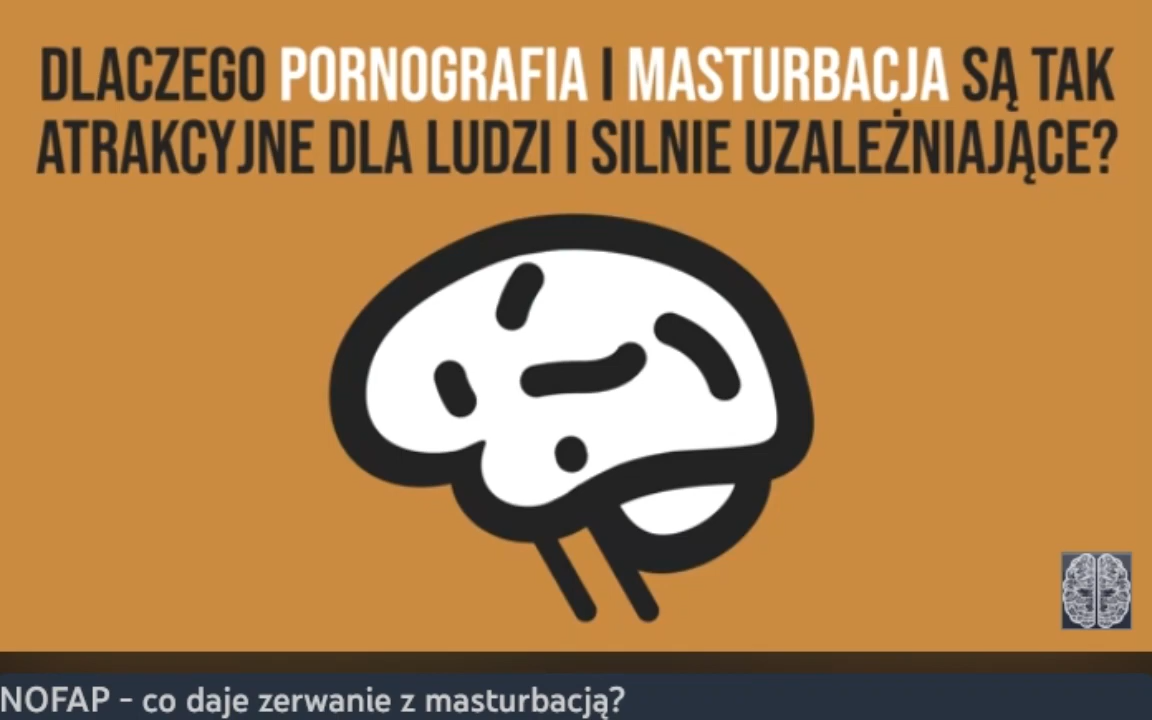 DLACZEGO PORNOGRAFIA I MASTURBACJA SĄ TAK
ATRAKCYJNE DLA LUDZI I SILNIE UZALEŻNIAJĄCE?
NOFAP - co daje zerwanie z masturbacją?